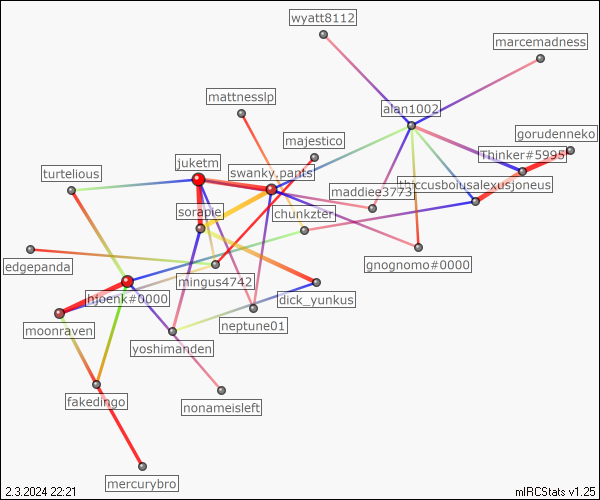 wyatt8112
marcemadness
mattnesslp
alan1002
majestico
gorudenneko
juketm
Thinker#5995
swanky.pants
turtelious
maddiee3773
sorapie
chunkzter
edgepanda
gnognomo#0000
mingus4742
hjoenk#0000
dick_yunkus
neptune01
moonraven
yoshimanden
fakedingo
nonameisleft
mercurybro
2.3.2024 22:21
mIRCStats v1.25